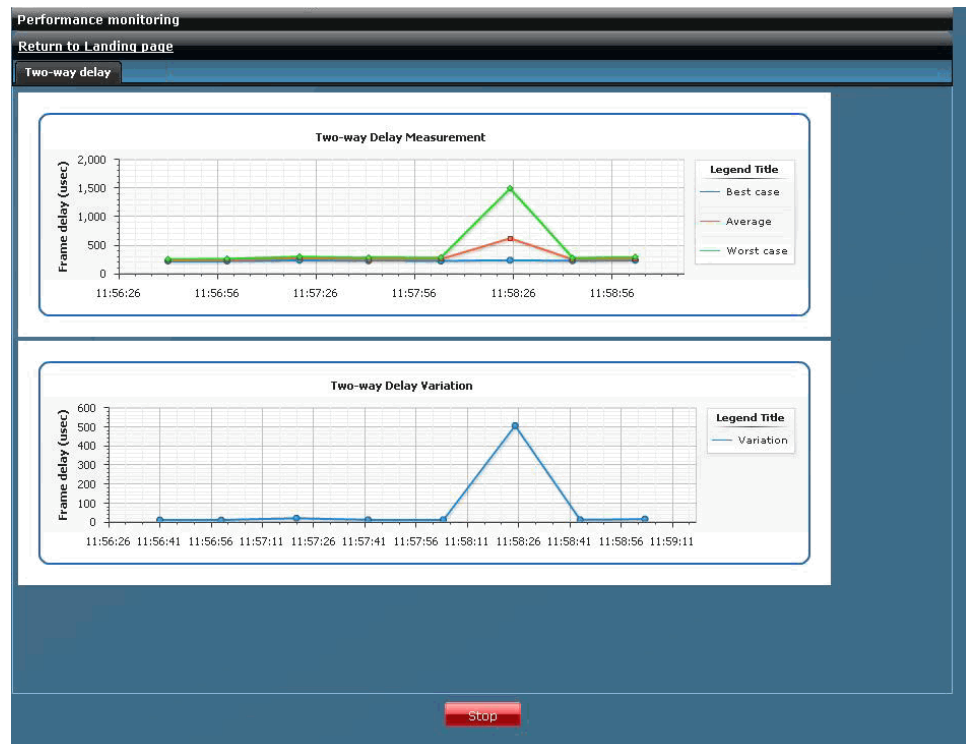 Performance monitoring
Return to Landing page
Two-way delay
Two-way Delay Measurement
Frame delay (usec)
2,000
1,500
1,000
500
0
11:56:26 11:56:56 11:57:26 11:57:56 11:58:26 11:58:56
Legend Title
Best case
Average
Worst case
Two-way Delay Variation
Frame delay (usec)
600
500
400
300
200
100
0
11:56:26 11:56:41 11:56:56 11:57:11 11:57:26 11:57:41 11:57:56 11:58:11 11:58:26 11:58:41 11:58:56 11:59:11
Legend Title
Variation
Stop